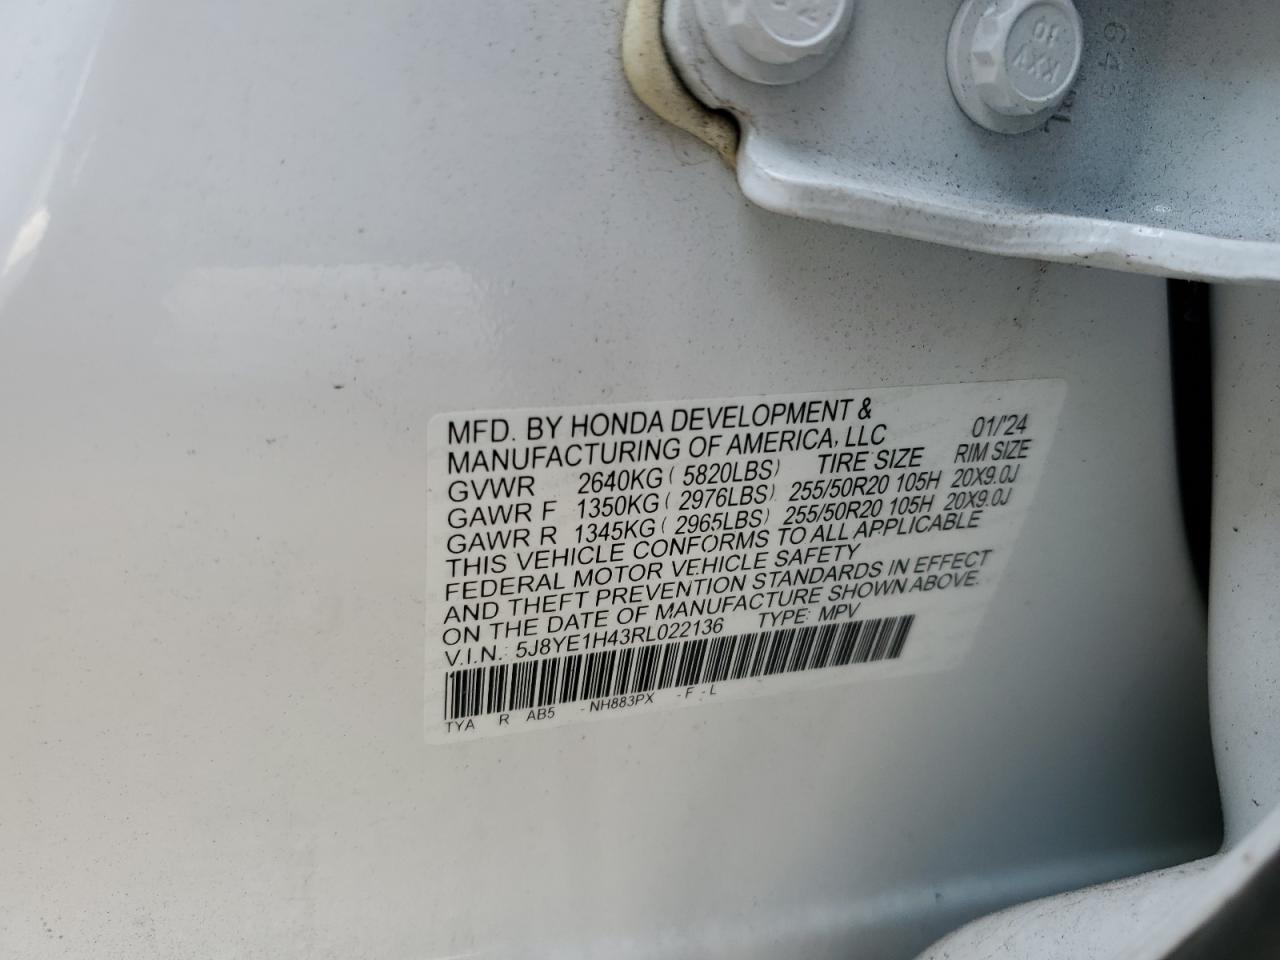 MFD. BY HONDA DEVELOPMENT &
MANUFACTURING OF AMERICA, LLC 01/'24
GVWR 2640KG ( 5820LBS) TIRE SIZE RIM SIZE
GAWR F 1350KG ( 2976LBS) 255/50R20 105H 20X9.0J
GAWR R 1345KG ( 2965LBS) 255/50R20 105H 20X9.0J
THIS VEHICLE CONFORMS TO ALL APPLICABLE
FEDERAL MOTOR VEHICLE SAFETY
AND THEFT PREVENTION STANDARDS IN EFFECT
ON THE DATE OF MANUFACTURE SHOWN ABOVE.
V.I.N.: 5J8YE1H43RL022136 TYPE: MPV
TYA R AB5 -NH883PX -F -L